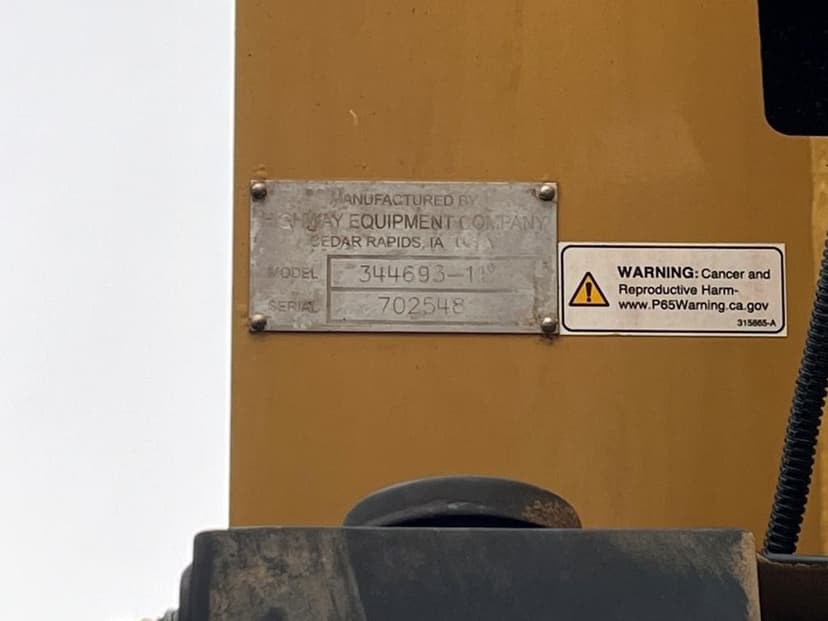 MANUFACTURED BY
HIGHWAY EQUIPMENT COMPANY
CEDAR RAPIDS, IA
MODEL 344693-11
SERIAL 702548
WARNING: Cancer and
Reproductive Harm-
www.P65Warning.ca.gov
315865-A